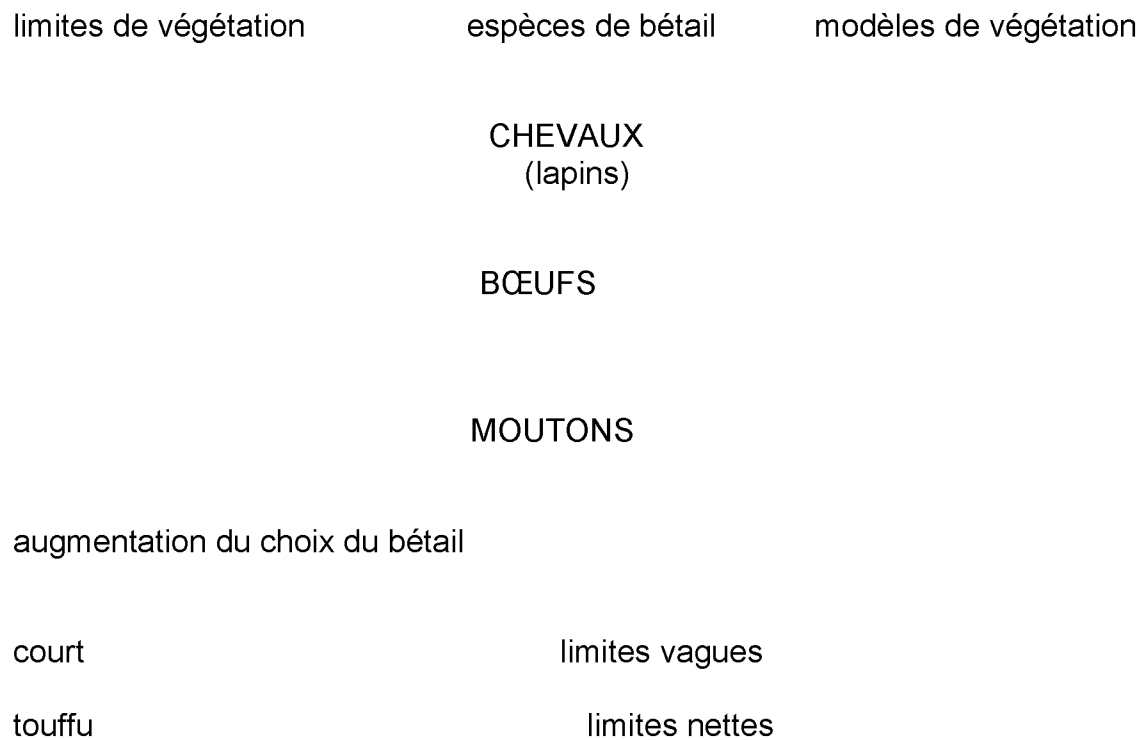 limites de végétation espèces de bétail modèles de végétation
CHEVAUX
(lapins)
BŒUFS
MOUTONS
augmentation du choix du bétail
court limites vagues
touffu limites nettes